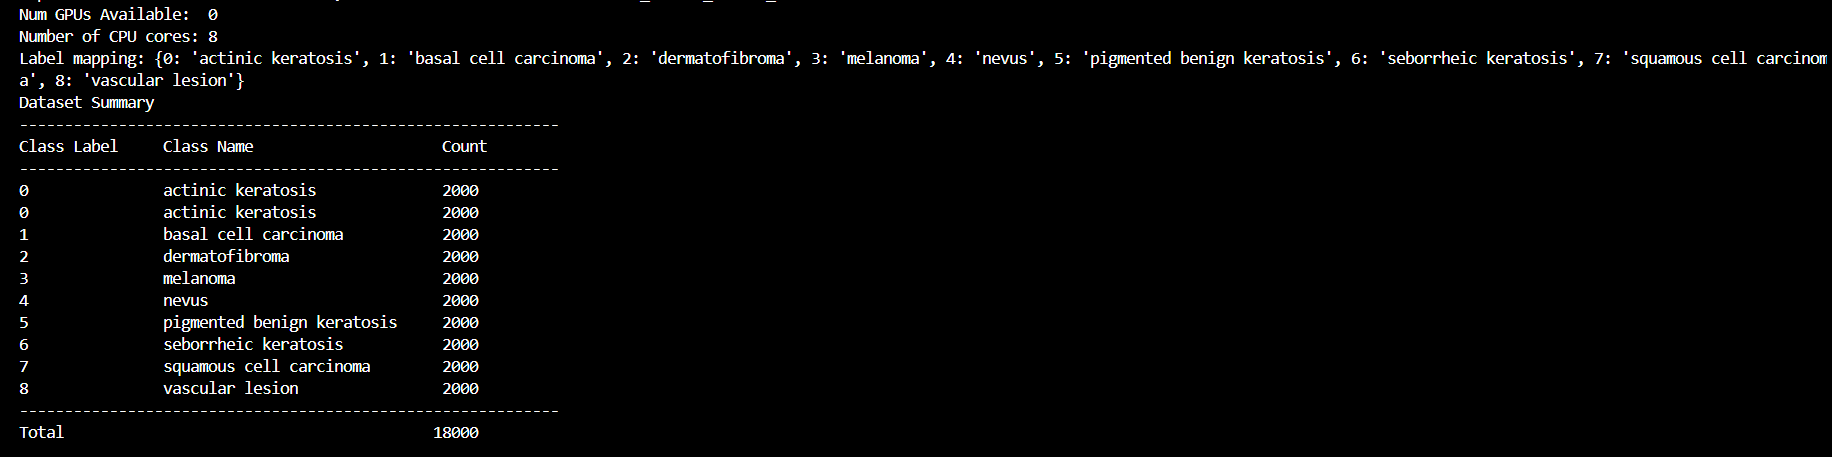 Num GPUs Available:  0
Number of CPU cores: 8
Label mapping: {0: 'actinic keratosis', 1: 'basal cell carcinoma', 2: 'dermatofibroma', 3: 'melanoma', 4: 'nevus', 5: 'pigmented benign keratosis', 6: 'seborrheic keratosis', 7: 'squamous cell carcinom
a', 8: 'vascular lesion'}
Dataset Summary
------------------------------------------------------------
Class Label     Class Name                     Count
------------------------------------------------------------
0               actinic keratosis              2000
0               actinic keratosis              2000
1               basal cell carcinoma           2000
2               dermatofibroma                 2000
3               melanoma                       2000
4               nevus                          2000
5               pigmented benign keratosis     2000
6               seborrheic keratosis           2000
7               squamous cell carcinoma        2000
8               vascular lesion                2000
------------------------------------------------------------
Total                                         18000